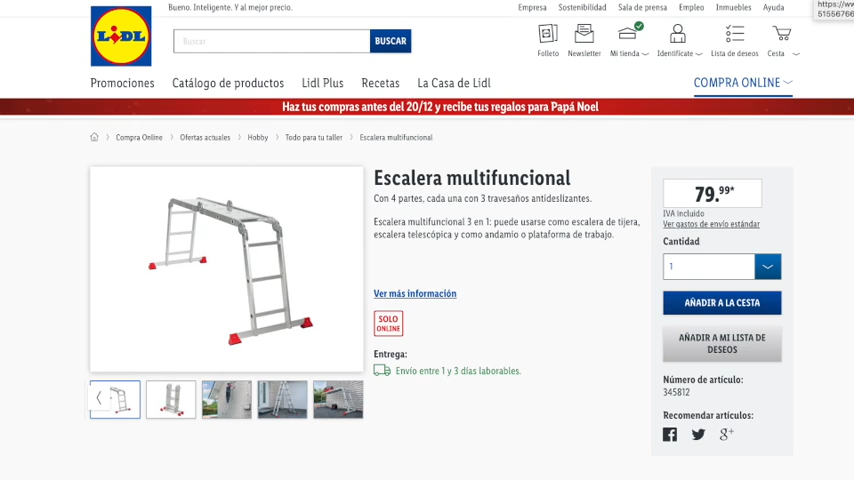 Bueno. Inteligente. Y al mejor precio.
Empresa Sostenibilidad Sala de prensa Empleo Inmuebles Ayuda
https://ww
51556766
LIDL
Buscar
BUSCAR
Folleto Newsletter Mi tienda Identifícate Lista de deseos Cesta
Promociones Catálogo de productos Lidl Plus Recetas La Casa de Lidl
COMPRA ONLINE
Haz tus compras antes del 20/12 y recibe tus regalos para Papá Noel
Compra Online Ofertas actuales Hobby Todo para tu taller Escalera multifuncional
Escalera multifuncional
Con 4 partes, cada una con 3 travesaños antideslizantes.
Escalera multifuncional 3 en 1: puede usarse como escalera de tijera,
escalera telescópica y como andamio o plataforma de trabajo.
Ver más información
SOLO
ONLINE
Entrega:
Envío entre 1 y 3 días laborables.
79.99*
IVA incluido
Ver gastos de envío estándar
Cantidad
1
AÑADIR A LA CESTA
AÑADIR A MI LISTA DE
DESEOS
Número de artículo:
345812
Recomendar artículos: